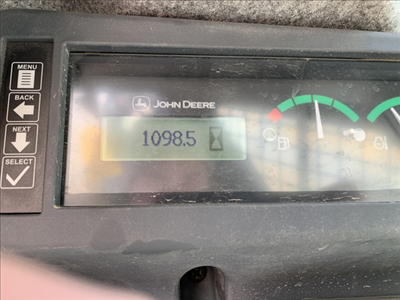 MENU
BACK
NEXT
SELECT
JOHN DEERE
1098.5